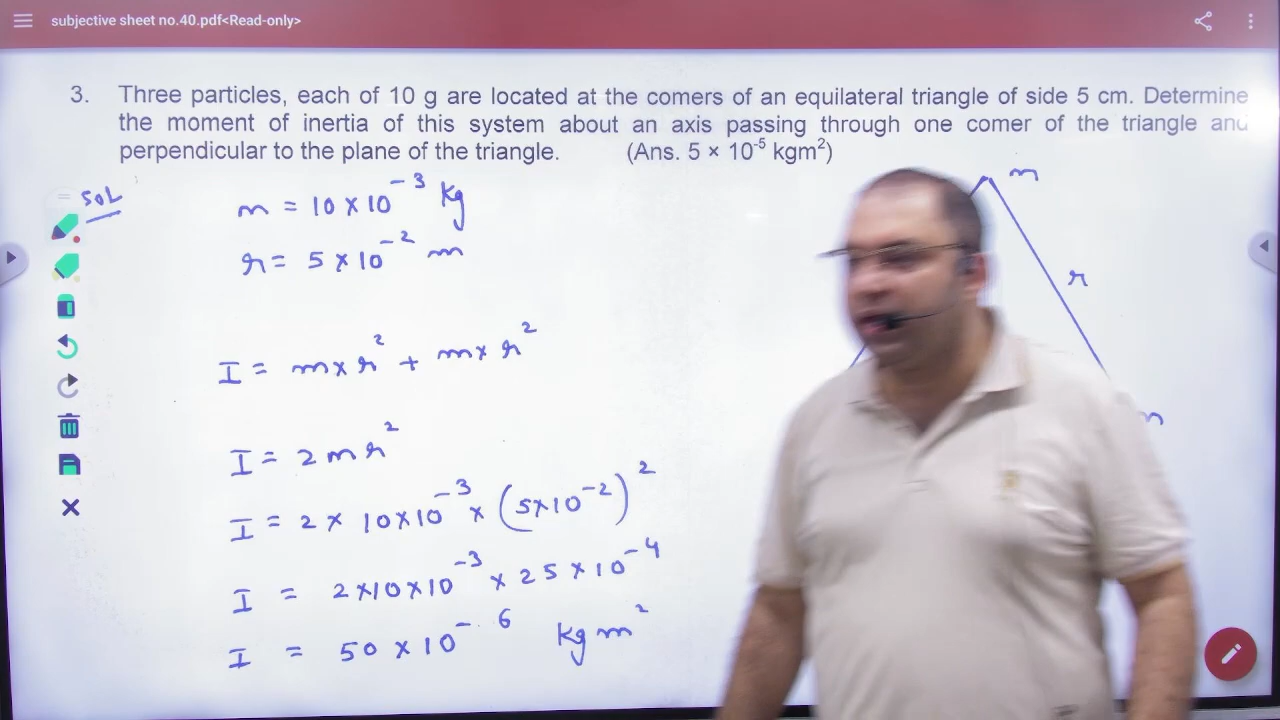 subjective sheet no.40.pdf<Read-only>
3. Three particles, each of 10 g are located at the comers of an equilateral triangle of side 5 cm. Determine
the moment of inertia of this system about an axis passing through one comer of the triangle and
perpendicular to the plane of the triangle. (Ans. 5 × 10⁻⁵ kgm²)
SOL
m = 10 × 10⁻³ kg
r = 5 × 10⁻² m
I = m × r² + m × r²
I = 2 m r²
I = 2 × 10 × 10⁻³ × (5×10⁻²)²
I = 2×10×10⁻³ × 25 × 10⁻⁴
I = 50 × 10⁻⁶ kg m²
m
r
m